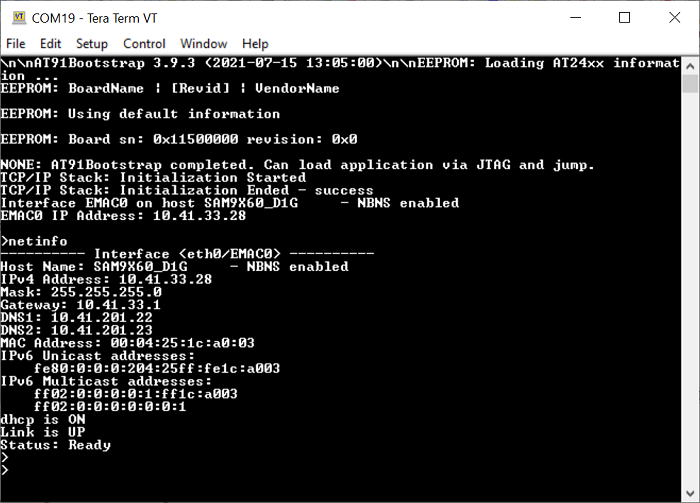 COM19 - Tera Term VT
File Edit Setup Control Window Help
\n\nAT91Bootstrap 3.9.3 (2021-07-15 13:05:00)\n\nEEPROM: Loading AT24xx informat
ion ...
EEPROM: BoardName | [Revid] | VendorName
EEPROM: Using default information
EEPROM: Board sn: 0x11500000 revision: 0x0
NONE: AT91Bootstrap completed. Can load application via JTAG and jump.
TCP/IP Stack: Initialization Started
TCP/IP Stack: Initialization Ended - success
Interface EMAC0 on host SAM9X60_D1G     - NBNS enabled
EMAC0 IP Address: 10.41.33.28
>netinfo
---------- Interface <eth0/EMAC0> ----------
Host Name: SAM9X60_D1G     - NBNS enabled
IPv4 Address: 10.41.33.28
Mask: 255.255.255.0
Gateway: 10.41.33.1
DNS1: 10.41.201.22
DNS2: 10.41.201.23
MAC Address: 00:04:25:1c:a0:03
IPv6 Unicast addresses:
    fe80:0:0:0:204:25ff:fe1c:a003
IPv6 Multicast addresses:
    ff02:0:0:0:0:1:ff1c:a003
    ff02:0:0:0:0:0:0:1
dhcp is ON
Link is UP
Status: Ready
>
>